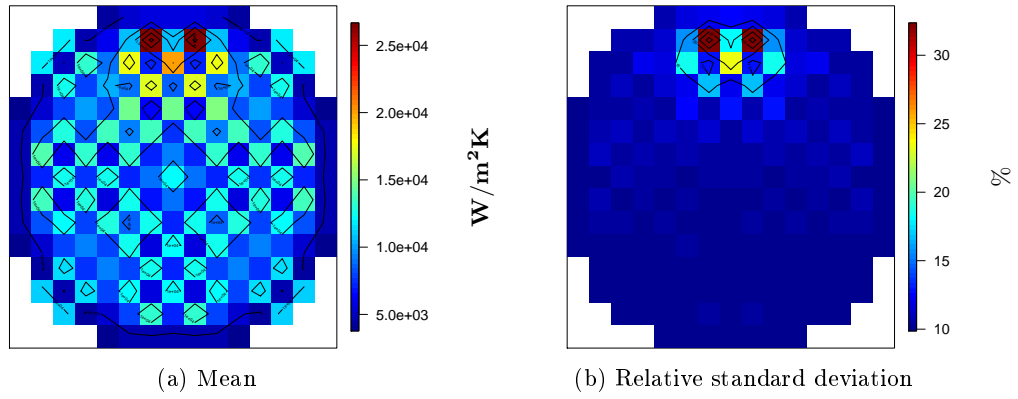 2.5e+04
2.0e+04
1.5e+04
1.0e+04
5.0e+03
W/m²K
30
25
20
15
10
%
(a) Mean
(b) Relative standard deviation